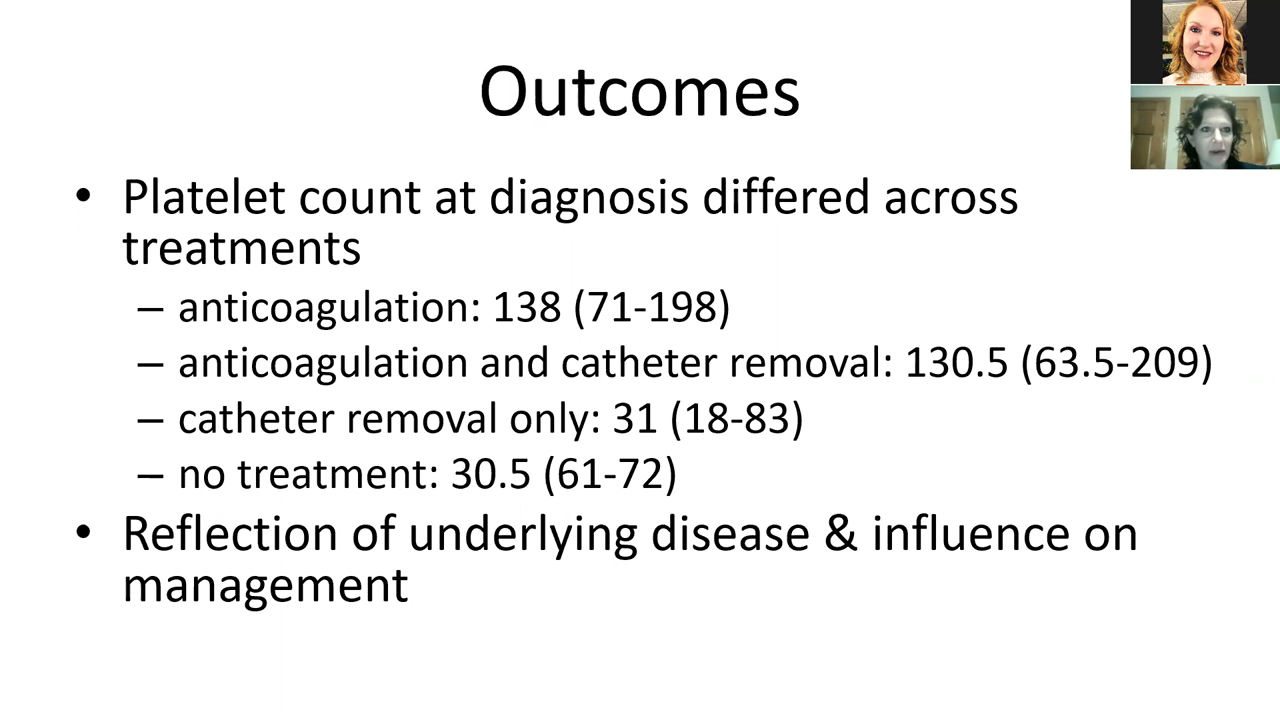 Outcomes
• Platelet count at diagnosis differed across
treatments
– anticoagulation: 138 (71-198)
– anticoagulation and catheter removal: 130.5 (63.5-209)
– catheter removal only: 31 (18-83)
– no treatment: 30.5 (61-72)
• Reflection of underlying disease & influence on
management